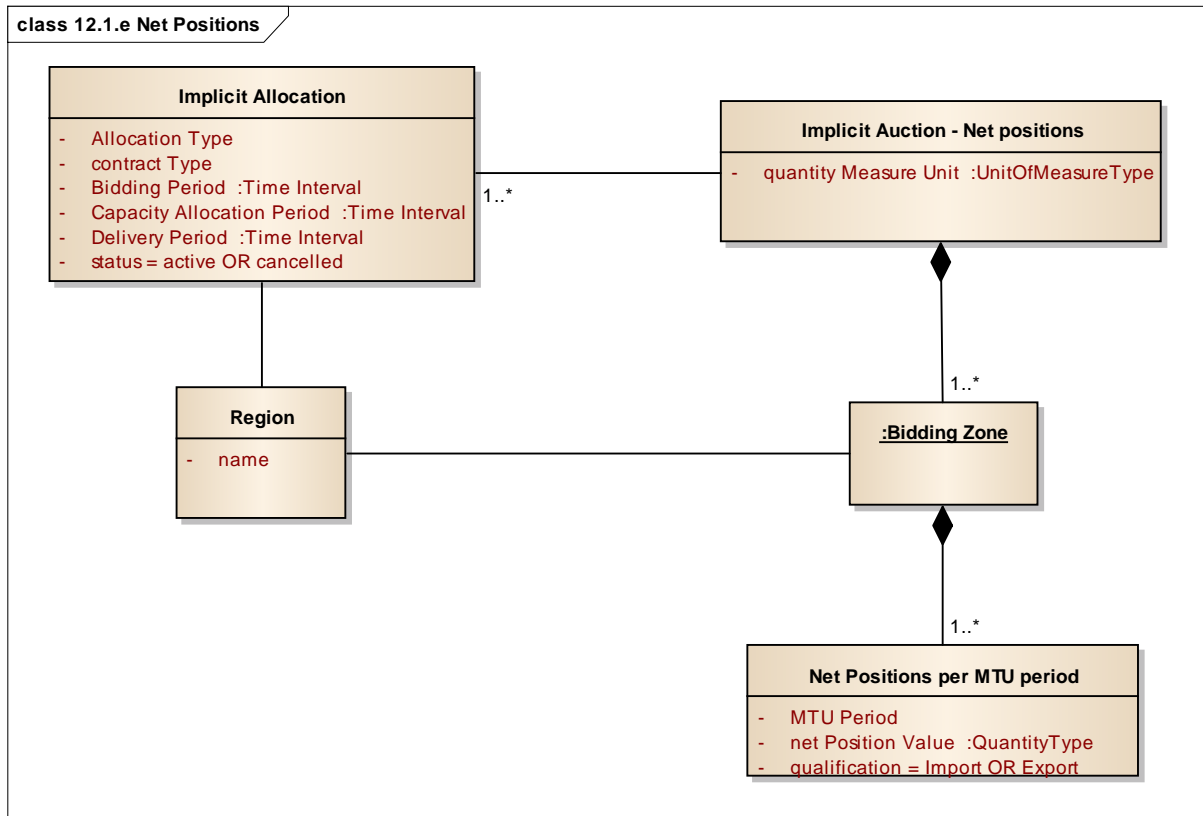 class 12.1.e Net Positions
Implicit Allocation
- Allocation Type
- contract Type
- Bidding Period :Time Interval
- Capacity Allocation Period :Time Interval
- Delivery Period :Time Interval
- status = active OR cancelled
1..*
Implicit Auction - Net positions
- quantity Measure Unit :UnitOfMeasureType
1..*
Region
- name
:Bidding Zone
1..*
Net Positions per MTU period
- MTU Period
- net Position Value :QuantityType
- qualification = Import OR Export